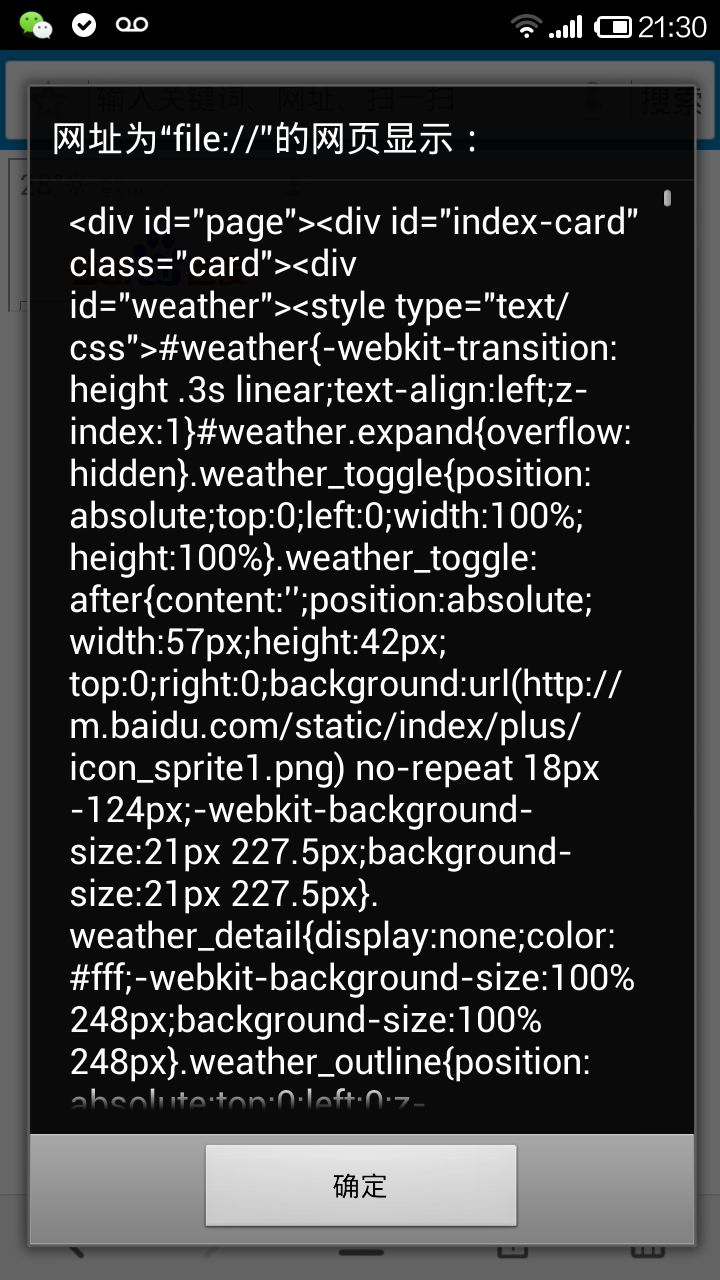 21:30
输入关键词、网址、扫一扫
搜索
网址为“file://”的网页显示：
28°
<div id="page"><div id="index-card"
class="card"><div
id="weather"><style type="text/
css">#weather{-webkit-transition:
height .3s linear;text-align:left;z-
index:1}#weather.expand{overflow:
hidden}.weather_toggle{position:
absolute;top:0;left:0;width:100%;
height:100%}.weather_toggle:
after{content:'';position:absolute;
width:57px;height:42px;
top:0;right:0;background:url(http://
m.baidu.com/static/index/plus/
icon_sprite1.png) no-repeat 18px
-124px;-webkit-background-
size:21px 227.5px;background-
size:21px 227.5px}.
weather_detail{display:none;color:
#fff;-webkit-background-size:100%
248px;background-size:100%
248px}.weather_outline{position:
absolute;top:0;left:0;z-
确定